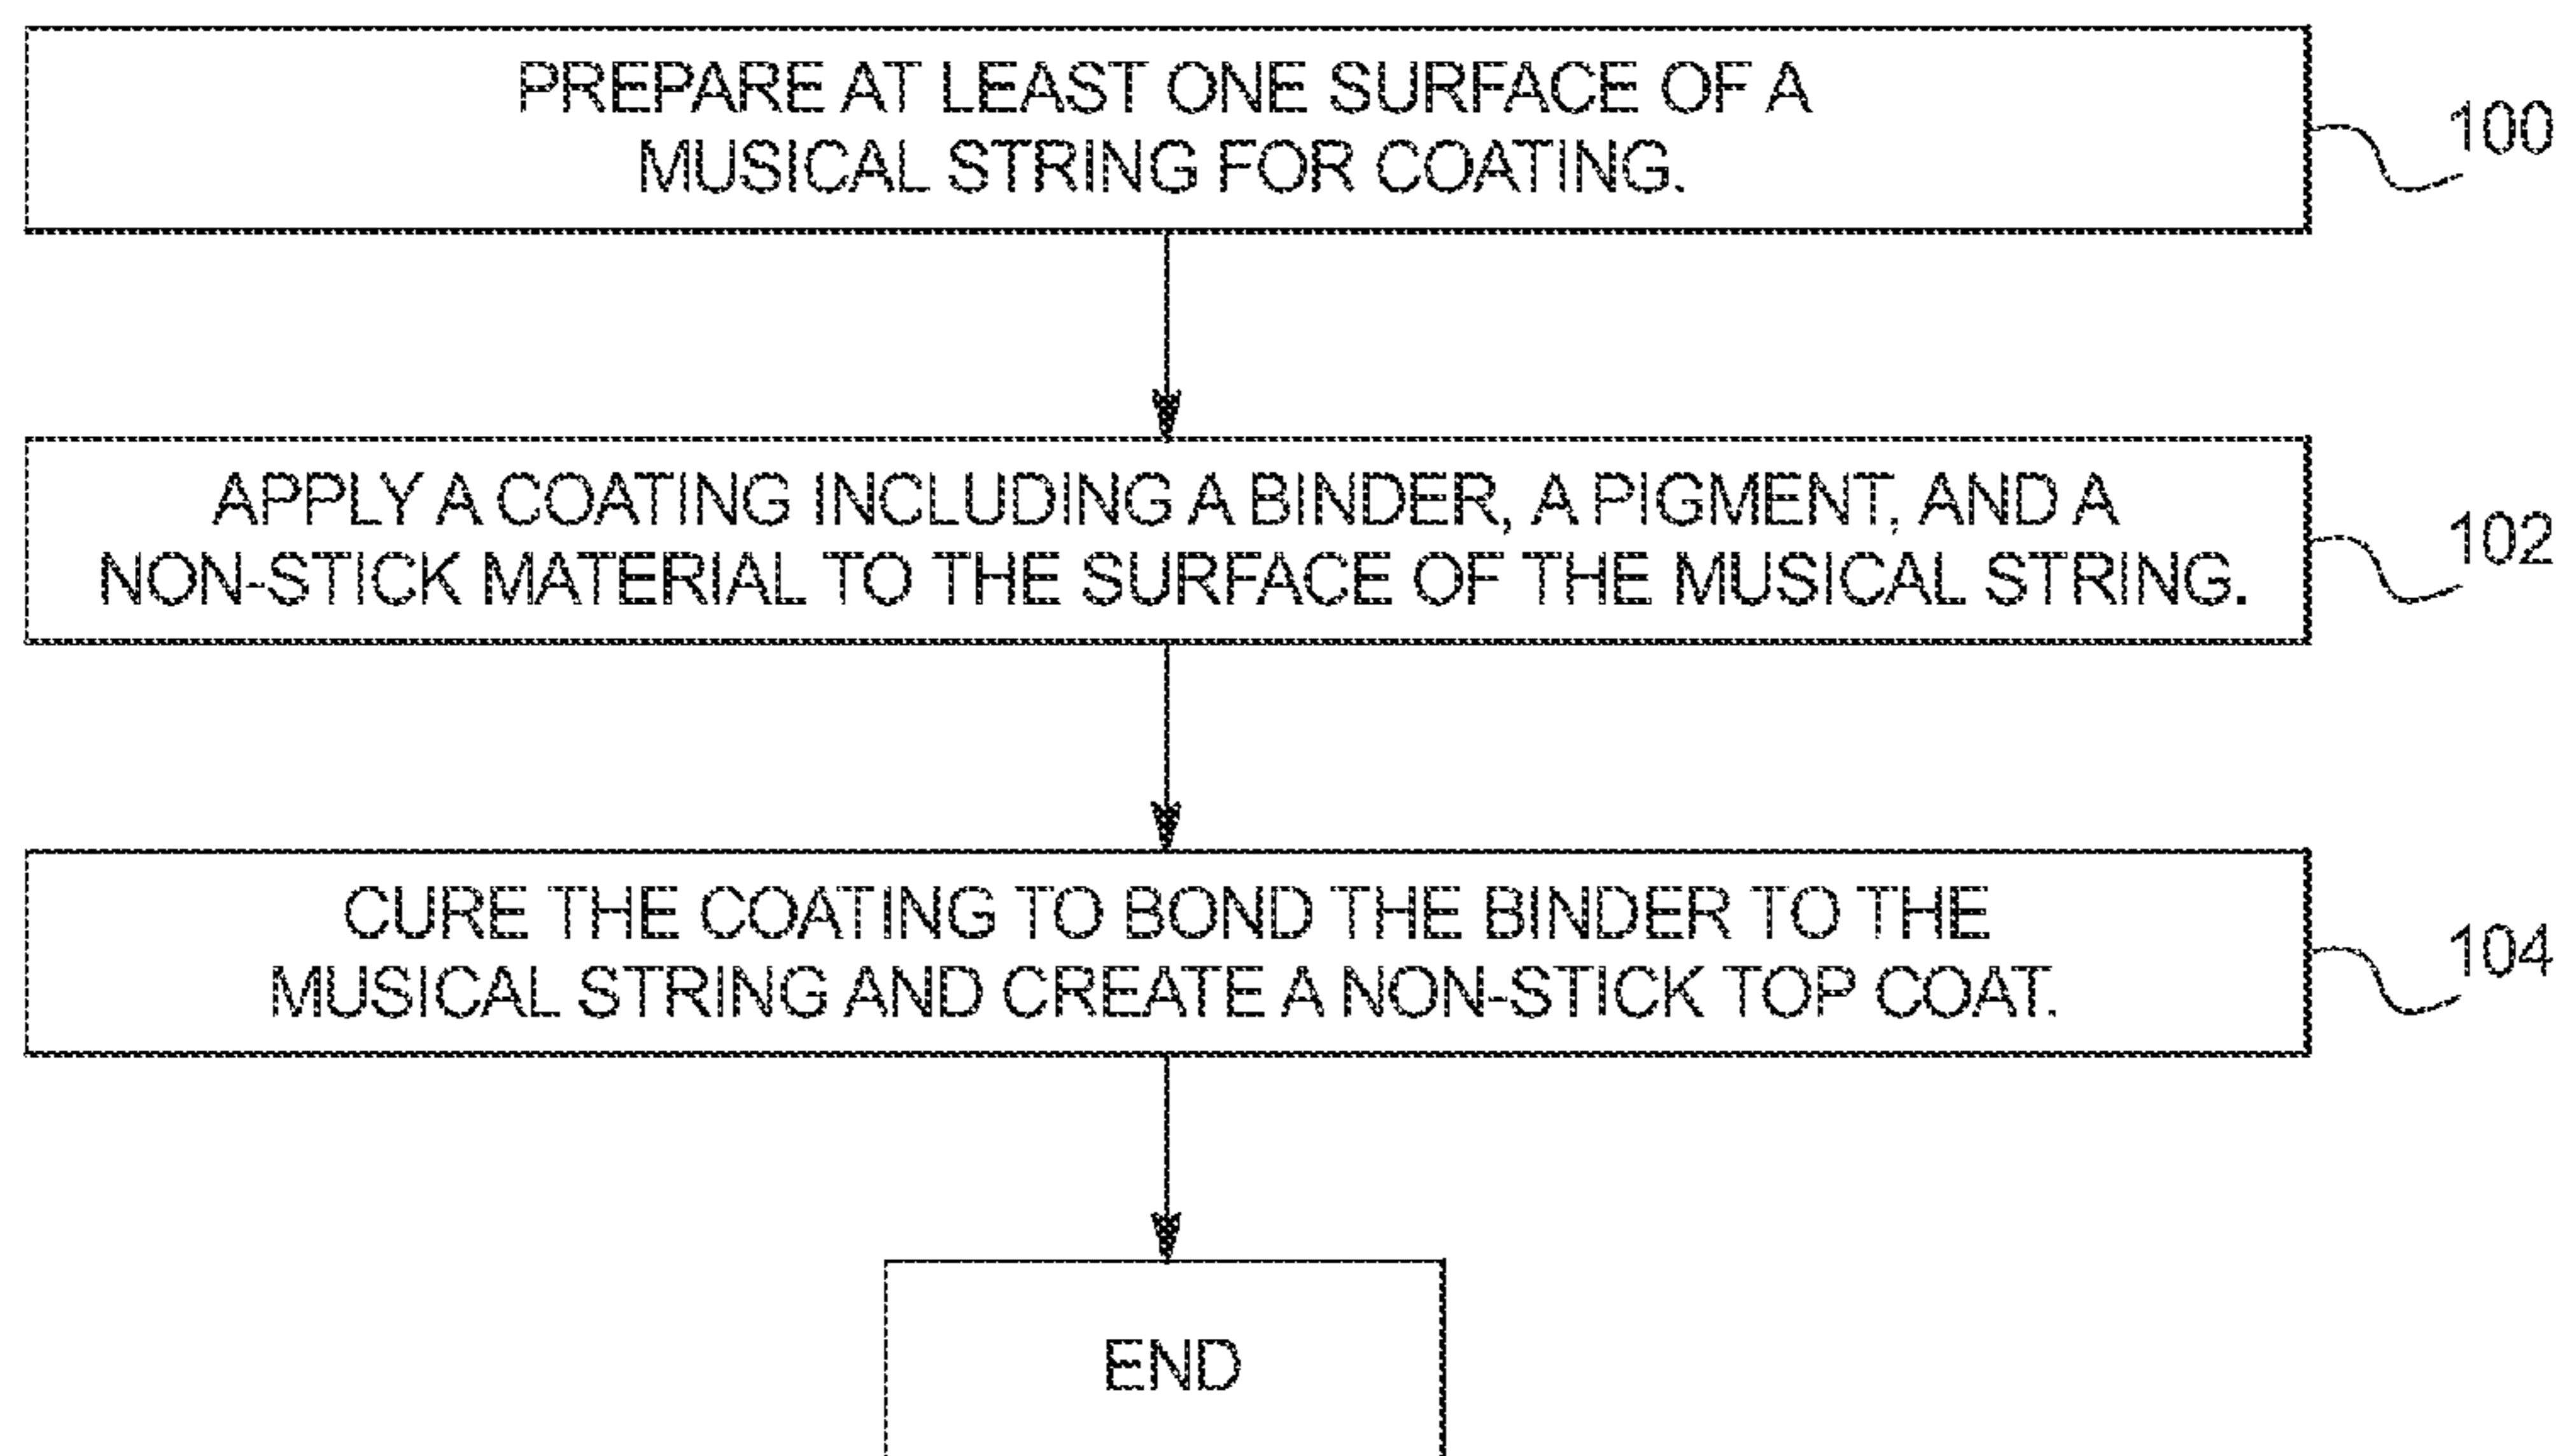 PREPARE AT LEAST ONE SURFACE OF A
MUSICAL STRING FOR COATING.
100
APPLY A COATING INCLUDING A BINDER, A PIGMENT, AND A
NON-STICK MATERIAL TO THE SURFACE OF THE MUSICAL STRING.
102
CURE THE COATING TO BOND THE BINDER TO THE
MUSICAL STRING AND CREATE A NON-STICK TOP COAT.
104
END